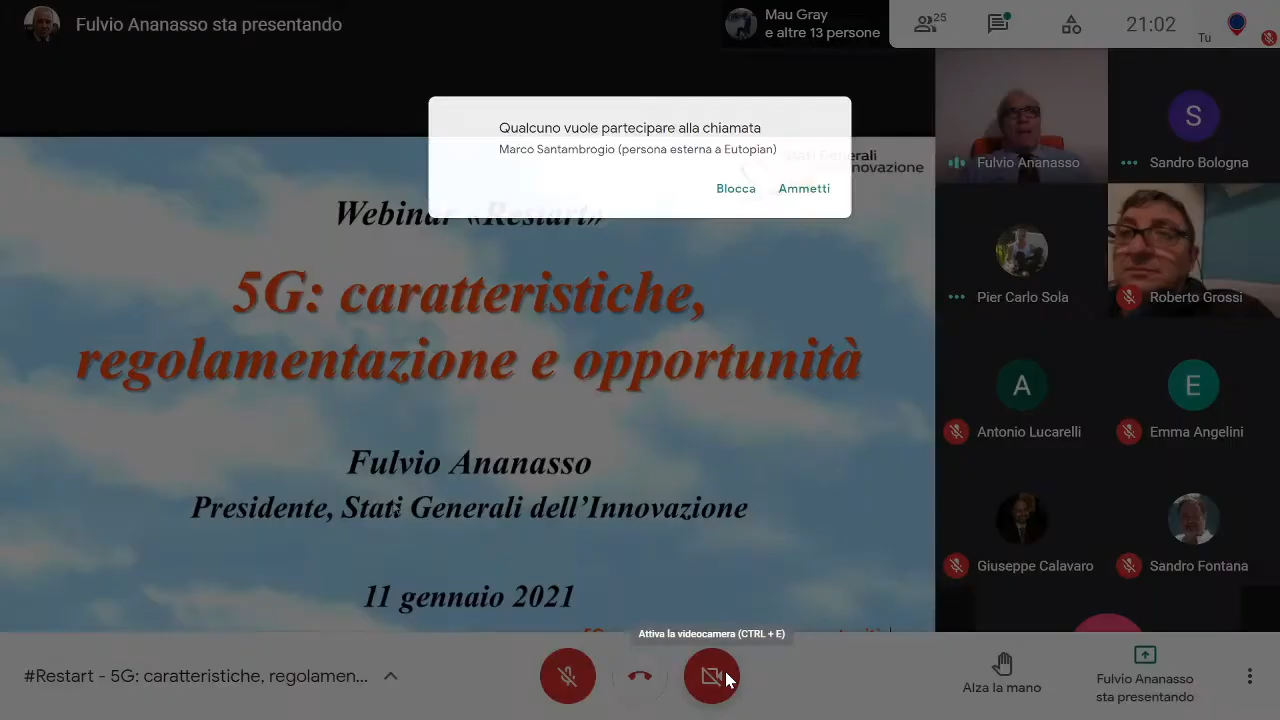 Fulvio Ananasso sta presentando
Mau Gray
e altre 13 persone
25
21:02
Tu
Qualcuno vuole partecipare alla chiamata
Marco Santambrogio (persona esterna a Eutopian)
Blocca
Ammetti
Stati Generali
Innovazione
Webinar «Restart»
5G: caratteristiche,
regolamentazione e opportunità
Fulvio Ananasso
Presidente, Stati Generali dell'Innovazione
11 gennaio 2021
Fulvio Ananasso
S
Sandro Bologna
Pier Carlo Sola
Roberto Grossi
A
Antonio Lucarelli
E
Emma Angelini
Giuseppe Calavaro
Sandro Fontana
Attiva la videocamera (CTRL + E)
#Restart - 5G: caratteristiche, regolamen...
Alza la mano
Fulvio Ananasso
sta presentando